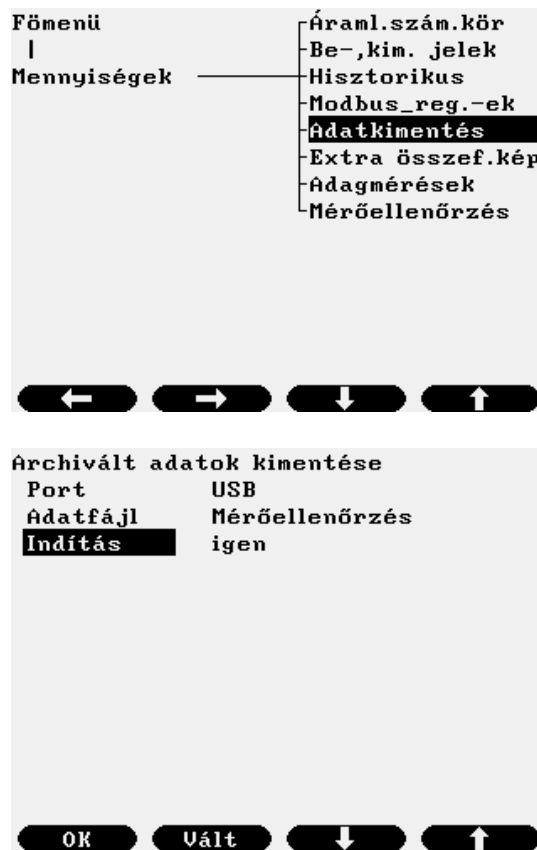 Fömenü
Áraml.szám.kör
Be-,kim. jelek
Mennyiségek
Hisztorikus
Modbus_reg.-ek
Adatkimentés
Extra összef.kép
Adagmérések
Mérőellenőrzés
Archivált adatok kimentése
Port USB
Adatfájl Mérőellenőrzés
Indítás igen
OK Vált